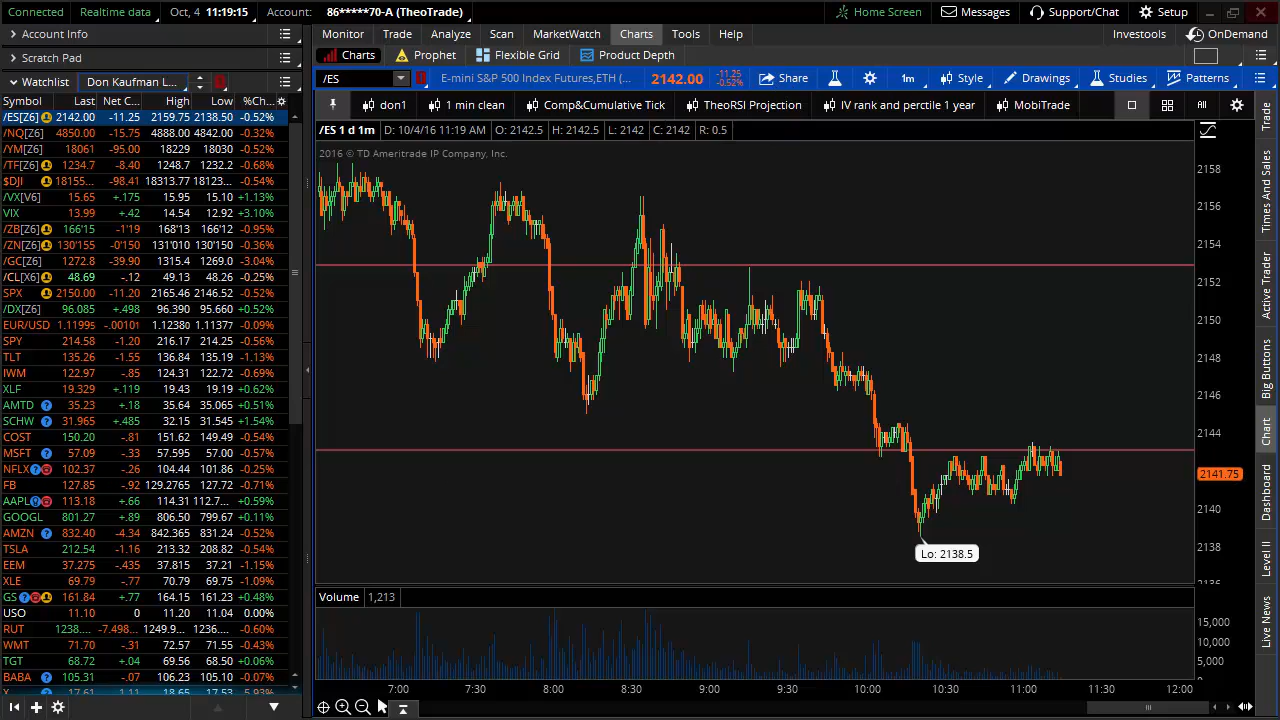 Connected Realtime data Oct, 4 11:19:15 Account: 86*****70-A (TheoTrade) Home Screen Messages Support/Chat Setup
Account Info
Scratch Pad
Watchlist Don Kaufman L...
Symbol Last Net C... High Low %Ch...
/ES[Z6] 2142.00 -11.25 2159.75 2138.50 -0.52%
/NQ[Z6] 4850.00 -15.75 4888.00 4842.00 -0.32%
/YM[Z6] 18061 -95.00 18229 18030 -0.52%
/TF[Z6] 1234.7 -8.40 1248.7 1232.2 -0.68%
$DJI 18155... -98.41 18313.77 18123... -0.54%
/VX[V6] 15.65 +.175 15.95 15.10 +1.13%
VIX 13.99 +.42 14.54 12.92 +3.10%
/ZB[Z6] 166'15 -1'19 168'13 166'12 -0.95%
/ZN[Z6] 130'155 -0'150 131'010 130'150 -0.36%
/GC[Z6] 1272.8 -39.90 1315.4 1269.0 -3.04%
/CL[Z6] 48.69 -.12 49.13 48.26 -0.25%
SPX 2150.00 -11.20 2165.46 2146.52 -0.52%
/DX[Z6] 96.085 +.498 96.390 95.660 +0.52%
EUR/USD 1.11995 -.00101 1.12380 1.11377 -0.09%
SPY 214.58 -1.20 216.17 214.25 -0.56%
TLT 135.26 -1.55 136.84 135.19 -1.13%
IWM 122.97 -.85 124.31 122.72 -0.69%
XLF 19.329 +.119 19.43 19.19 +0.62%
AMTD 35.23 +.18 35.64 35.065 +0.51%
SCHW 31.965 +.485 32.15 31.545 +1.54%
COST 150.20 -.81 151.62 149.49 -0.54%
MSFT 57.09 -.33 57.595 57.00 -0.57%
NFLX 102.37 -.26 104.44 101.86 -0.25%
FB 127.85 -.92 129.2765 127.72 -0.71%
AAPL 113.18 +.66 114.31 112.7... +0.59%
GOOGL 801.27 +.89 806.50 799.67 +0.11%
AMZN 832.40 -4.34 842.365 831.24 -0.52%
TSLA 212.54 -1.16 213.32 208.82 -0.54%
EEM 37.275 -.435 37.815 37.21 -1.15%
XLE 69.79 -.77 70.79 69.75 -1.09%
GS 161.84 +.77 164.15 161.23 +0.48%
USO 11.10 0 11.20 11.04 0.00%
RUT 1238.... -7.498... 1249.9... 1236.... -0.60%
WMT 71.70 -.31 72.57 71.55 -0.43%
TGT 68.72 +.04 69.56 68.50 +0.06%
BABA 105.31 -.07 106.23 105.10 -0.07%
X 17.61 1.11 18.65 17.53 5.93%
Monitor Trade Analyze Scan MarketWatch Charts Tools Help Investools OnDemand
Charts Prophet Flexible Grid Product Depth
/ES E-mini S&P 500 Index Futures,ETH (... 2142.00 -11.25 -0.52% Share 1m Style Drawings Studies Patterns
don1 1 min clean Comp&Cumulative Tick TheoRSI Projection IV rank and perctile 1 year MobiTrade All
/ES 1 d 1m D: 10/4/16 11:19 AM O: 2142.5 H: 2142.5 L: 2142 C: 2142 R: 0.5
2016 © TD Ameritrade IP Company, Inc.
2158
2156
2154
2152
2150
2148
2146
2144
2141.75
2140
2138
2136
Lo: 2138.5
Volume 1,213
15,000
10,000
5,000
7:00 7:30 8:00 8:30 9:00 9:30 10:00 10:30 11:00 11:30 12:00
Trade
Times And Sales
Active Trader
Big Buttons
Chart
Dashboard
Level II
Live News